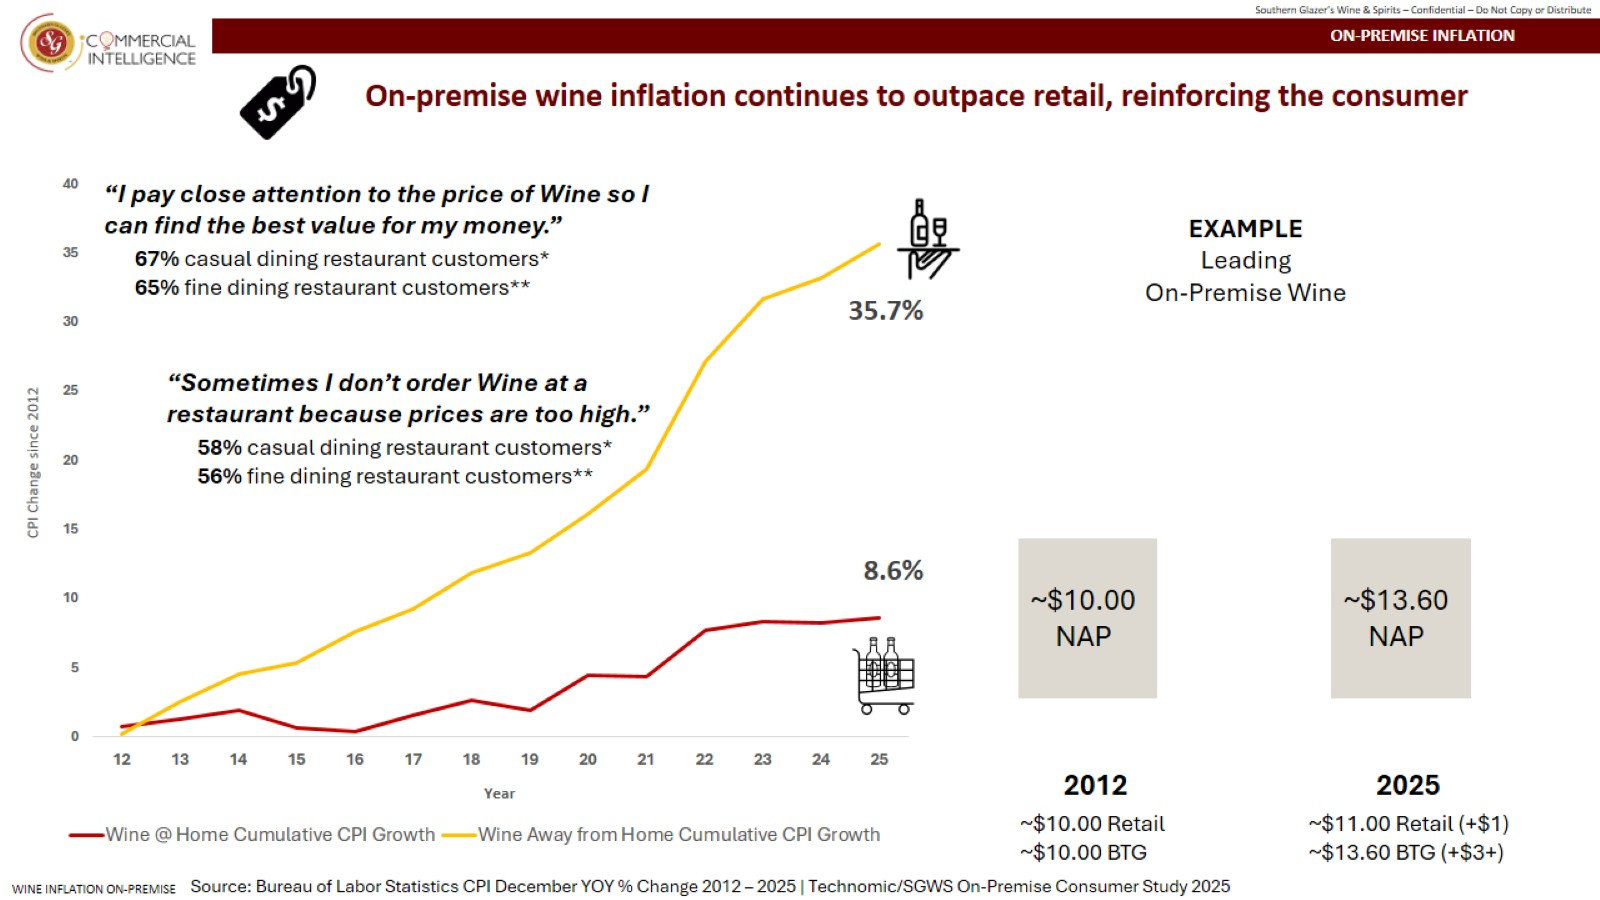 Southern Glazer's Wine & Spirits – Confidential – Do Not Copy or Distribute
ON-PREMISE INFLATION
SG
COMMERCIAL
INTELLIGENCE
On-premise wine inflation continues to outpace retail, reinforcing the consumer
“I pay close attention to the price of Wine so I
can find the best value for my money.”
67% casual dining restaurant customers*
65% fine dining restaurant customers**
“Sometimes I don’t order Wine at a
restaurant because prices are too high.”
58% casual dining restaurant customers*
56% fine dining restaurant customers**
CPI Change since 2012
40
35
30
25
20
15
10
5
0
35.7%
8.6%
12 13 14 15 16 17 18 19 20 21 22 23 24 25
Year
Wine @ Home Cumulative CPI Growth Wine Away from Home Cumulative CPI Growth
EXAMPLE
Leading
On-Premise Wine
~$10.00
NAP
~$13.60
NAP
2012
~$10.00 Retail
~$10.00 BTG
2025
~$11.00 Retail (+$1)
~$13.60 BTG (+$3+)
WINE INFLATION ON-PREMISE
Source: Bureau of Labor Statistics CPI December YOY % Change 2012 – 2025 | Technomic/SGWS On-Premise Consumer Study 2025